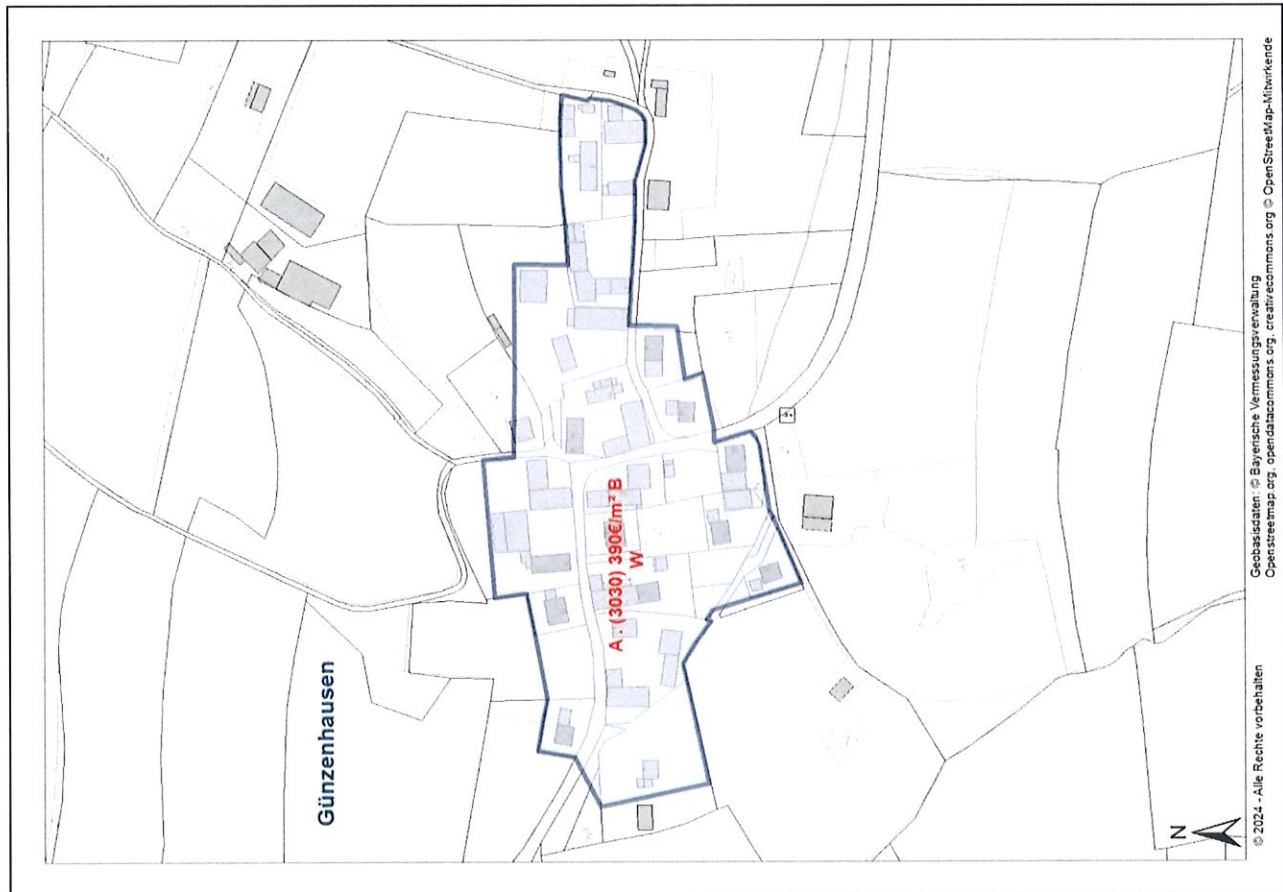 Günzenhausen
A : (3030) 390€/m² B
W
N
© 2024 - Alle Rechte vorbehalten
Geobasisdaten: © Bayerische Vermessungsverwaltung
Openstreetmap.org, opendatacommons.org, creativecommons.org © OpenStreetMap-Mitwirkende